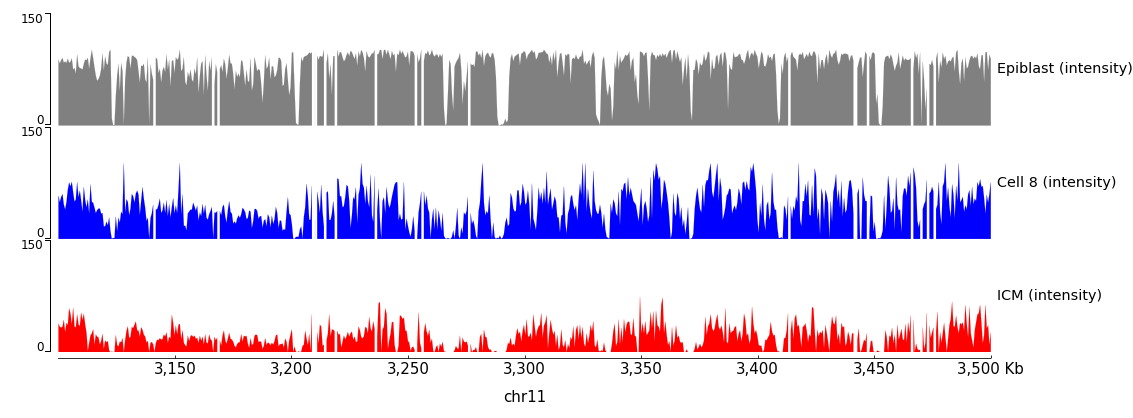 150
Epiblast (intensity)
0
150
Cell 8 (intensity)
0
150
ICM (intensity)
0
3,150 3,200 3,250 3,300 3,350 3,400 3,450 3,500 Kb
chr11